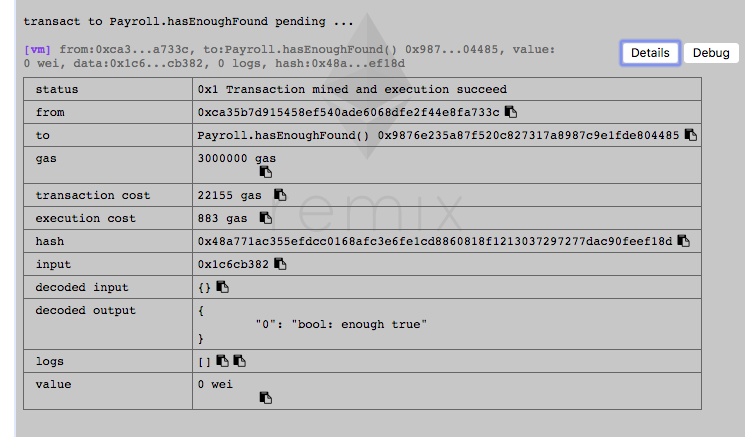 transact to Payroll.hasEnoughFound pending ...
[vm] from:0xca3...a733c, to:Payroll.hasEnoughFound() 0x987...04485, value:
0 wei, data:0x1c6...cb382, 0 logs, hash:0x48a...ef18d
Details Debug
status 0x1 Transaction mined and execution succeed
from 0xca35b7d915458ef540ade6068dfe2f44e8fa733c
to Payroll.hasEnoughFound() 0x9876e235a87f520c827317a8987c9e1fde804485
gas 3000000 gas
transaction cost 22155 gas
execution cost 883 gas
hash 0x48a771ac355efdcc0168afc3e6fe1cd8860818f1213037297277dac90feef18d
input 0x1c6cb382
decoded input {}
decoded output {
"0": "bool: enough true"
}
logs []
value 0 wei
remix